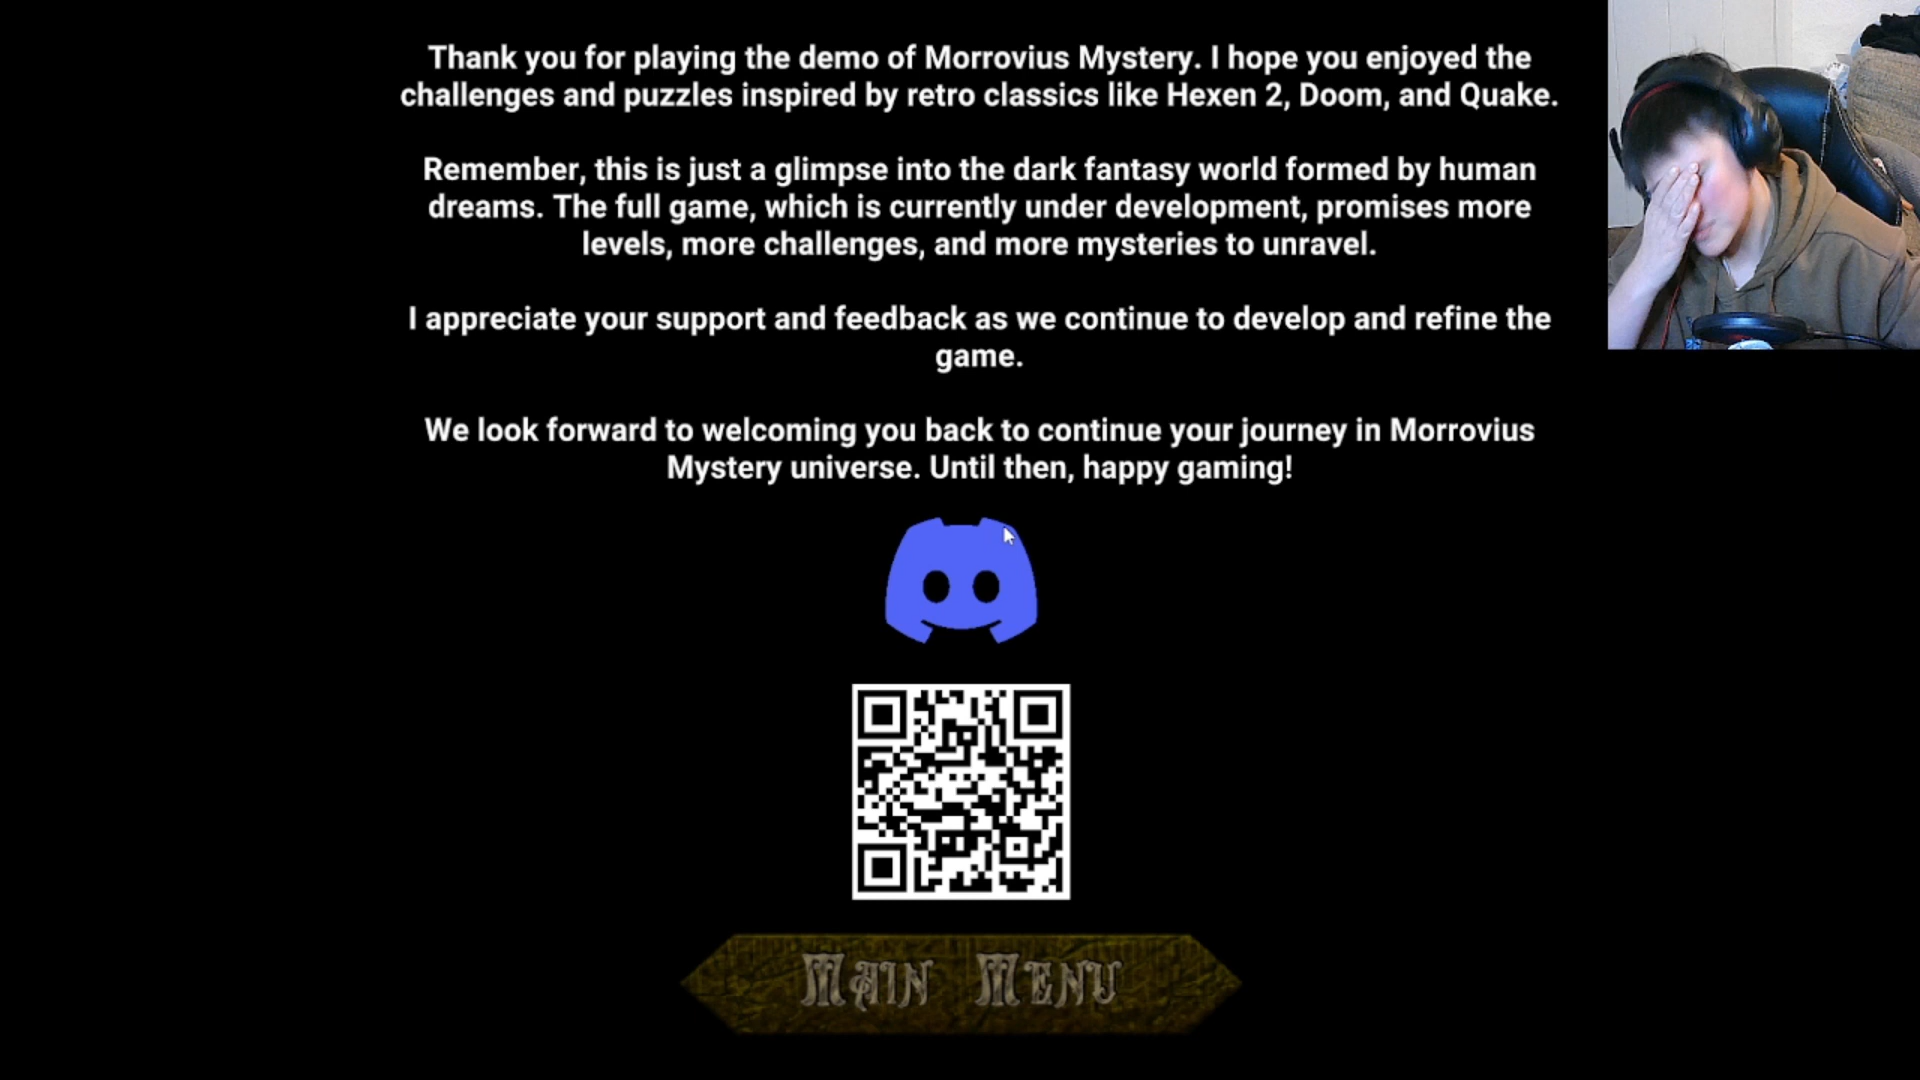 Thank you for playing the demo of Morrovius Mystery. I hope you enjoyed the
challenges and puzzles inspired by retro classics like Hexen 2, Doom, and Quake.
Remember, this is just a glimpse into the dark fantasy world formed by human
dreams. The full game, which is currently under development, promises more
levels, more challenges, and more mysteries to unravel.
I appreciate your support and feedback as we continue to develop and refine the
game.
We look forward to welcoming you back to continue your journey in Morrovius
Mystery universe. Until then, happy gaming!
Main Menu